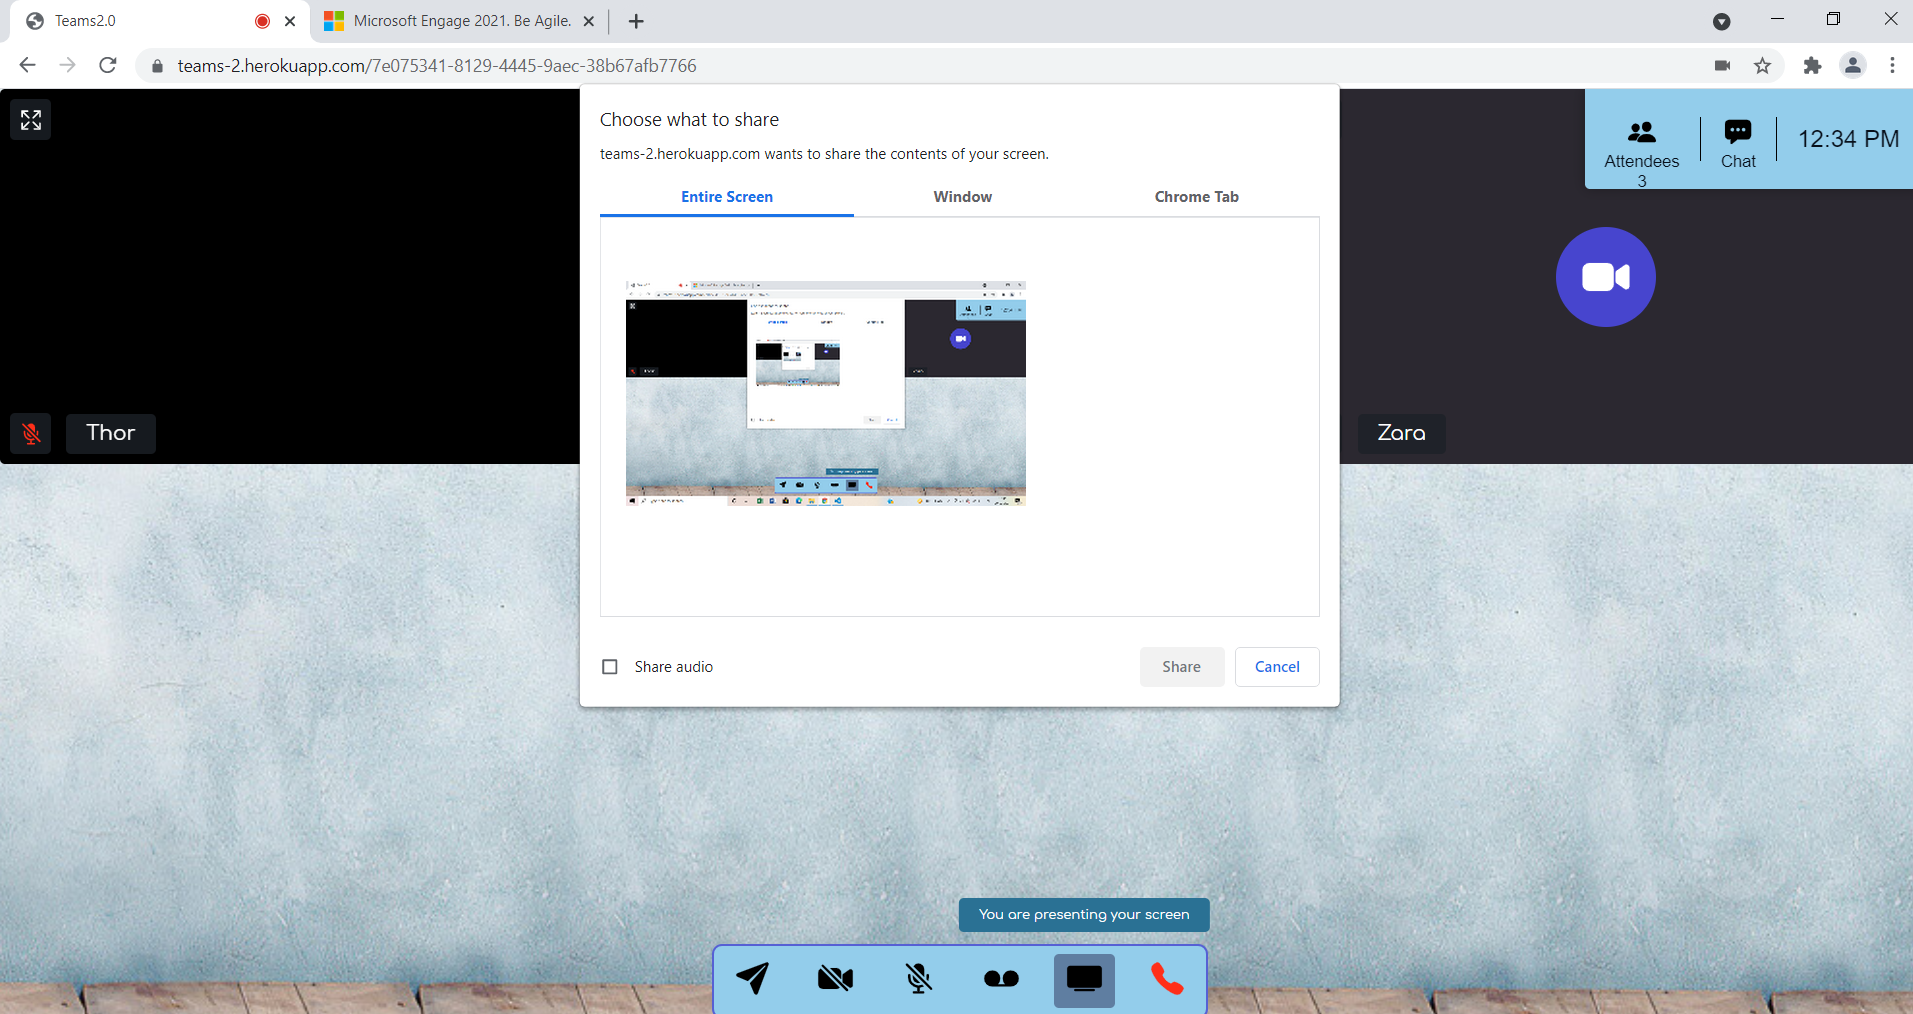 Teams2.0
Microsoft Engage 2021. Be Agile.
teams-2.herokuapp.com/7e075341-8129-4445-9aec-38b67afb7766
Choose what to share
teams-2.herokuapp.com wants to share the contents of your screen.
Entire Screen
Window
Chrome Tab
Attendees
3
Chat
12:34 PM
Thor
Zara
Share audio
Share
Cancel
You are presenting your screen